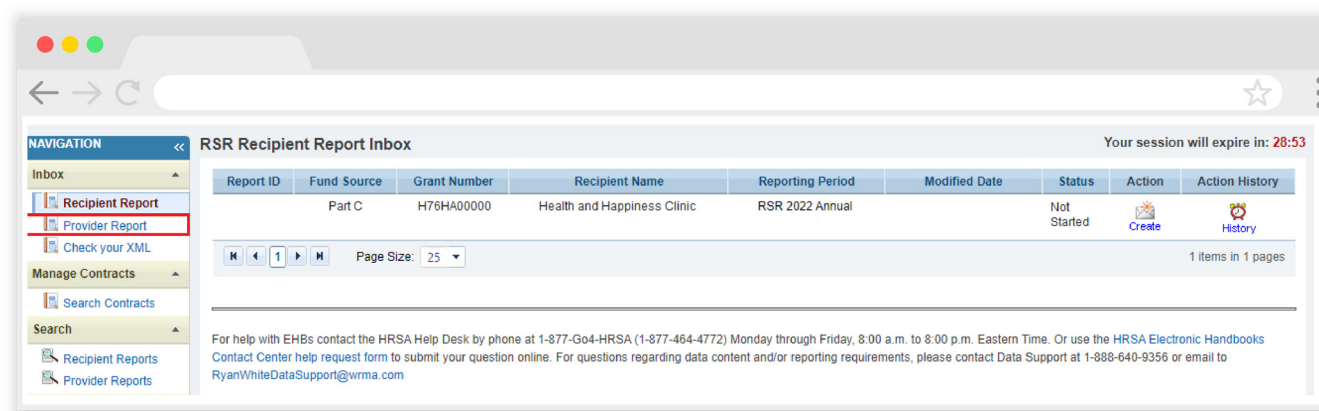 NAVIGATION «
RSR Recipient Report Inbox
Your session will expire in: 28:53
Inbox
Recipient Report
Provider Report
Check your XML
Manage Contracts
Search Contracts
Search
Recipient Reports
Provider Reports
Report ID Fund Source Grant Number Recipient Name Reporting Period Modified Date Status Action Action History
Part C H76HA00000 Health and Happiness Clinic RSR 2022 Annual Not Started Create History
1 Page Size: 25 1 items in 1 pages
For help with EHBs contact the HRSA Help Desk by phone at 1-877-Go4-HRSA (1-877-464-4772) Monday through Friday, 8:00 a.m. to 8:00 p.m. Eastern Time. Or use the HRSA Electronic Handbooks
Contact Center help request form to submit your question online. For questions regarding data content and/or reporting requirements, please contact Data Support at 1-888-640-9356 or email to
RyanWhiteDataSupport@wrma.com